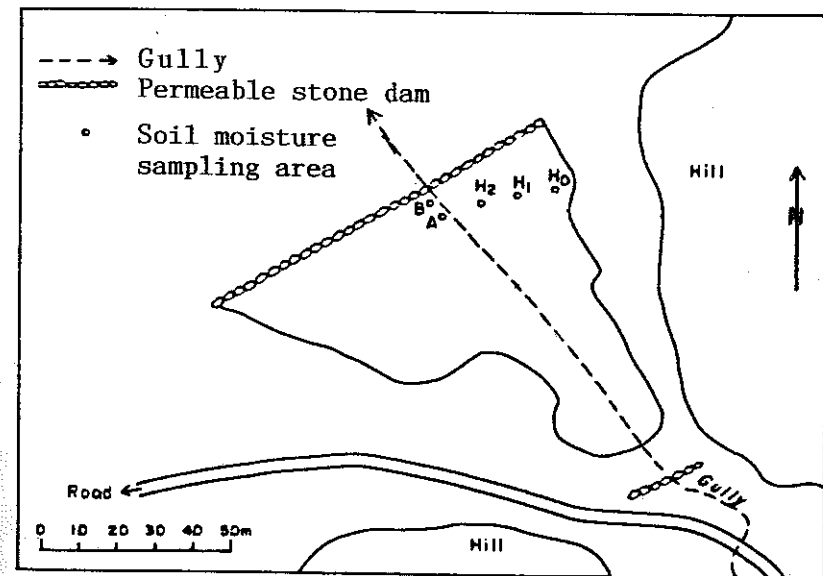 Gully
Permeable stone dam
Soil moisture
sampling area
Hill
H₂ H₁ H₀
B
A
N
Road
Gully
0 10 20 30 40 50m
Hill